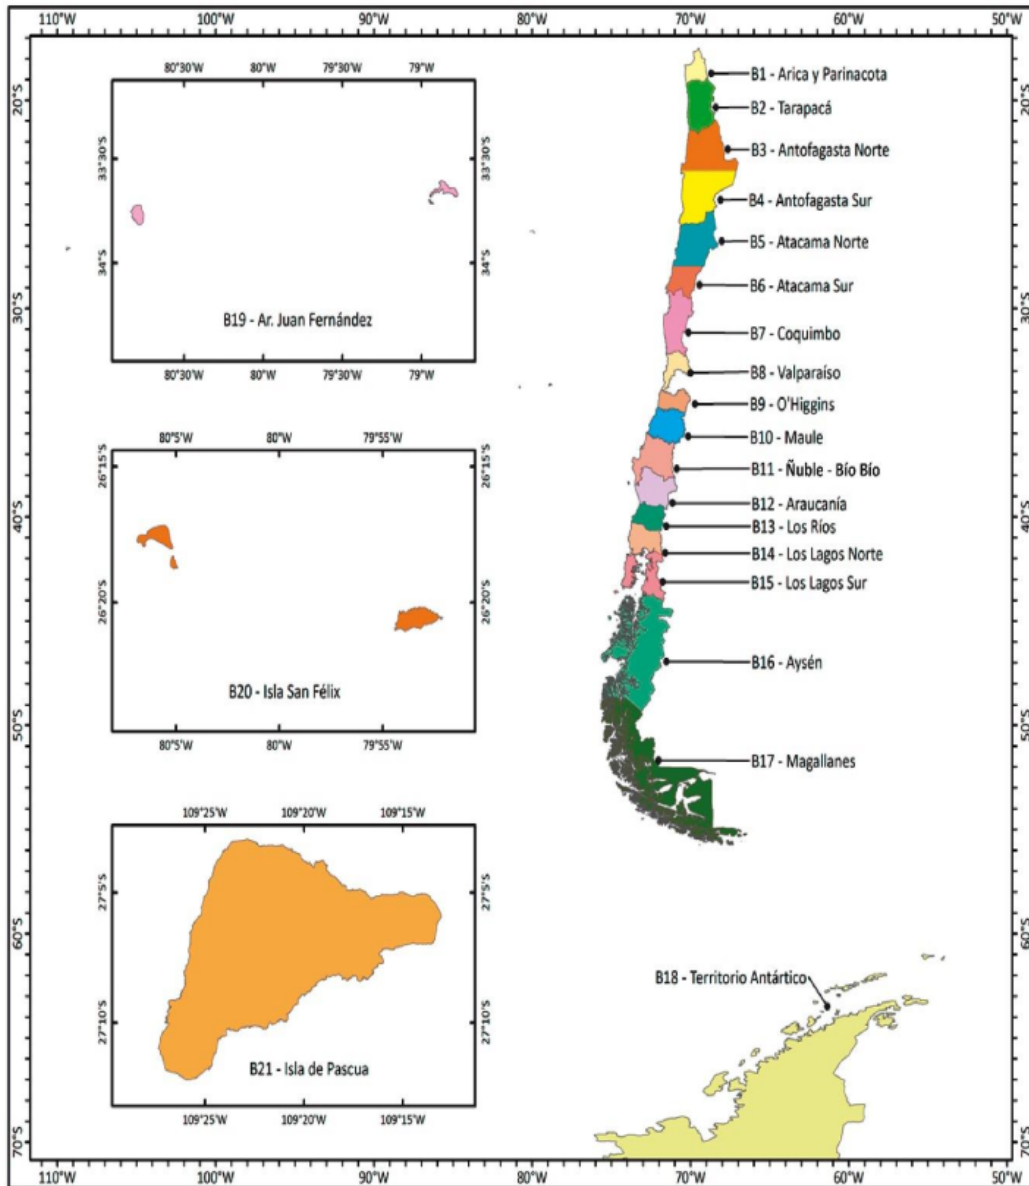 110°W 100°W 90°W 80°W 70°W 60°W 50°W
20°S
30°S
40°S
50°S
60°S
70°S
80°30'W 80°W 79°W
33°30'S
34°S
B19 - Ar. Juan Fernández
33°30'S
34°S
80°30'W 80°W 79°30'W 79°W
80°5'W 80°W 79°55'W
26°15'S
26°20'S
B20 - Isla San Félix
26°15'S
26°20'S
80°5'W 80°W 79°55'W
109°25'W 109°20'W 109°15'W
27°5'S
27°10'S
B21 - Isla de Pascua
27°5'S
27°10'S
109°25'W 109°20'W 109°15'W
B1 - Arica y Parinacota
B2 - Tarapacá
B3 - Antofagasta Norte
B4 - Antofagasta Sur
B5 - Atacama Norte
B6 - Atacama Sur
B7 - Coquimbo
B8 - Valparaíso
B9 - O'Higgins
B10 - Maule
B11 - Ñuble - Bío Bío
B12 - Araucanía
B13 - Los Ríos
B14 - Los Lagos Norte
B15 - Los Lagos Sur
B16 - Aysén
B17 - Magallanes
B18 - Territorio Antártico
20°S
30°S
40°S
50°S
60°S
70°S
110°W 100°W 90°W 80°W 70°W 60°W 50°W